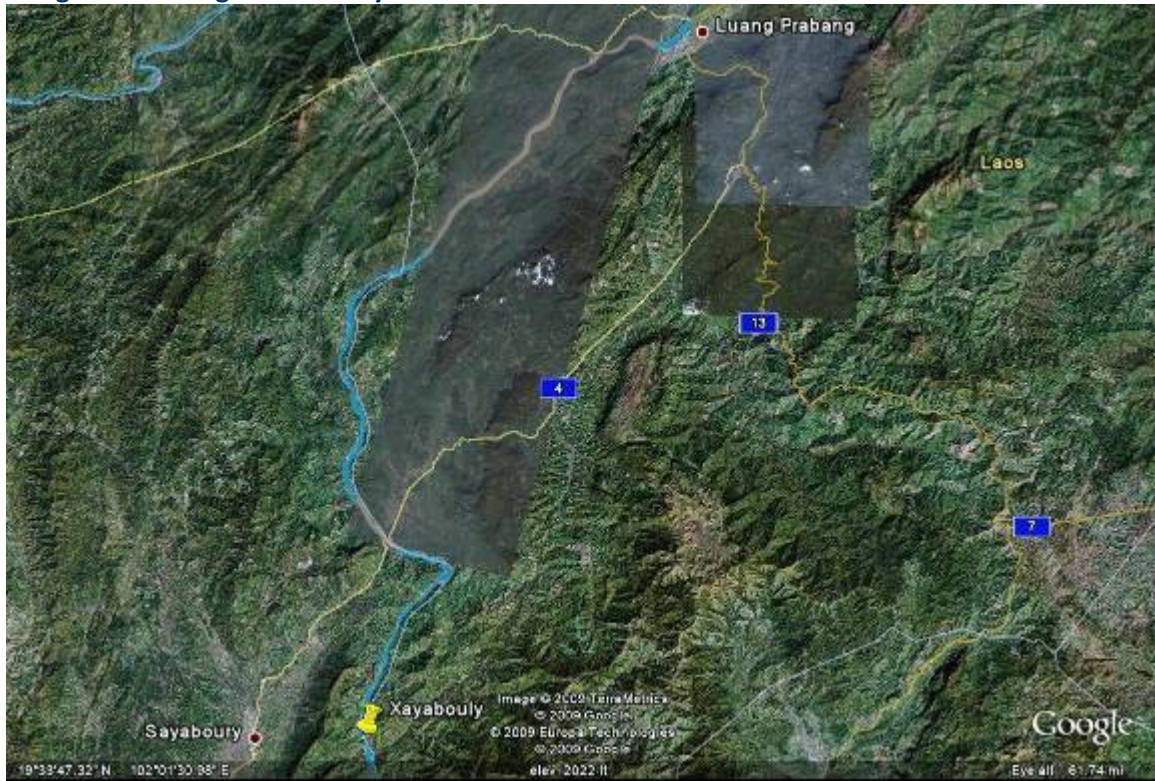 Luang Prabang
Laos
13
4
7
Xayabouly
Sayaboury
Image © 2009 TerraMetrics
© 2009 Google
© 2009 Europa Technologies
© 2009 Google
Google
19°33'47.32" N 102°01'30.98" E
elev 2022 ft
Eye alt 61.74 mi